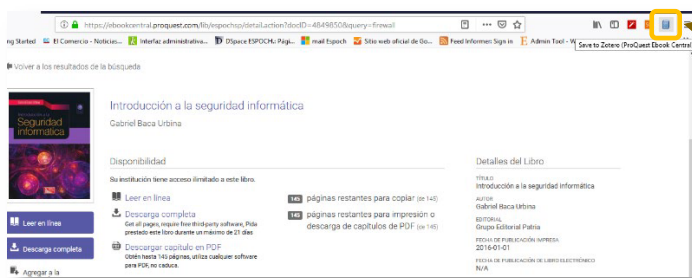 https://ebookcentral.proquest.com/lib/espochsp/detail.action?docID=4849850&query=firewall
ng Started El Comercio - Noticias... Interfaz administrativa... DSpace ESPOCH.: Pági... mail Espoch Sitio web oficial de Go... Feed Informer: Sign in Admin Tool - W
Save to Zotero (ProQuest Ebook Central)
Volver a los resultados de la búsqueda
Seguridad
informática
Introducción a la seguridad informática
Gabriel Baca Urbina
Disponibilidad
Su institución tiene acceso ilimitado a este libro.
Leer en línea
Descarga completa
Get all pages, require free third-party software, Pida
prestado este libro durante un máximo de 21 días
Descargar capítulo en PDF
Obtén hasta 145 páginas, utiliza cualquier software
para PDF, no caduca.
145 páginas restantes para copiar (de 145)
145 páginas restantes para impresión o
descarga de capítulos de PDF (de 145)
Detalles del Libro
TÍTULO
Introducción a la seguridad informática
AUTOR
Gabriel Baca Urbina
EDITORIAL
Grupo Editorial Patria
FECHA DE PUBLICACIÓN IMPRESA
2016-01-01
FECHA DE PUBLICACIÓN DE LIBRO ELECTRÓNICO
N/A
Leer en línea
Descarga completa
Agregar a la